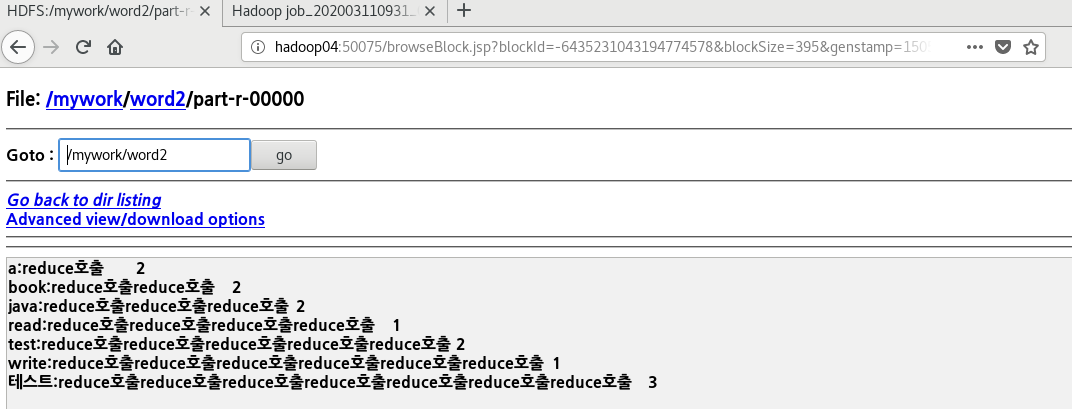 HDFS:/mywork/word2/part-r-
Hadoop job_202003110931_
hadoop04:50075/browseBlock.jsp?blockId=-6435231043194774578&blockSize=395&genstamp=150
File: /mywork/word2/part-r-00000
Goto : /mywork/word2 go
Go back to dir listing
Advanced view/download options
a:reduce호출 2
book:reduce호출reduce호출 2
java:reduce호출reduce호출reduce호출 2
read:reduce호출reduce호출reduce호출reduce호출 1
test:reduce호출reduce호출reduce호출reduce호출reduce호출 2
write:reduce호출reduce호출reduce호출reduce호출reduce호출reduce호출 1
테스트:reduce호출reduce호출reduce호출reduce호출reduce호출reduce호출reduce호출 3